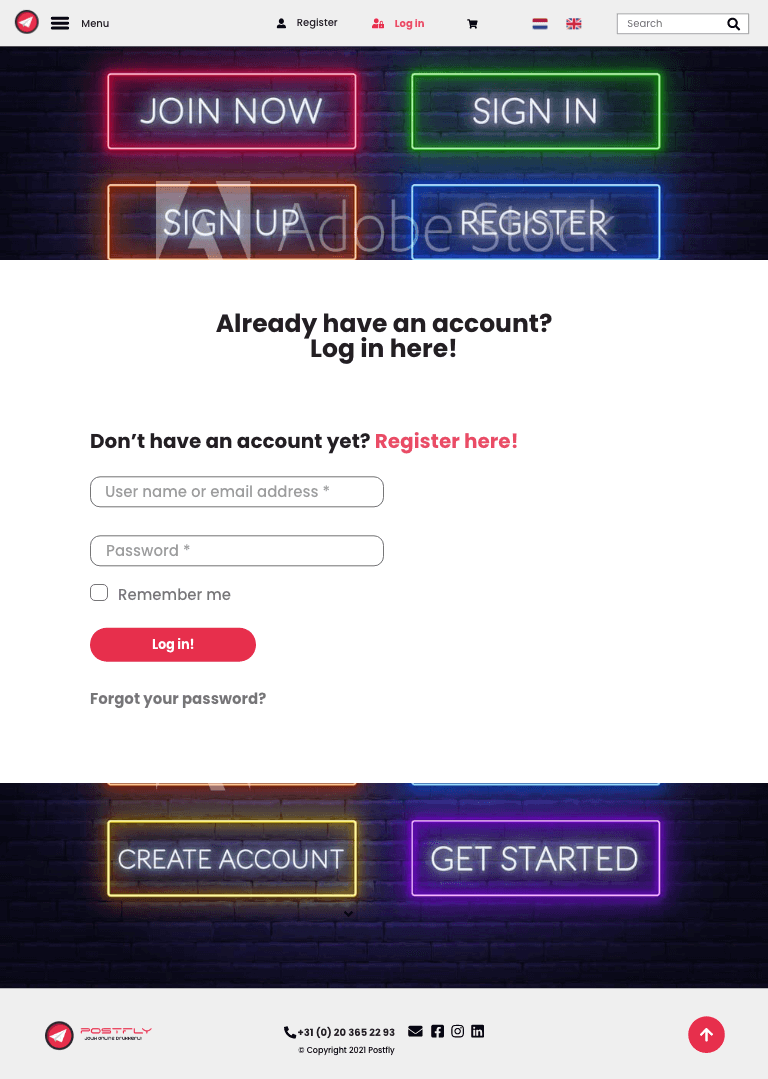 Menu
Register
Log in
Search
JOIN NOW
SIGN IN
SIGN UP
REGISTER
Adobe Stock
Already have an account?
Log in here!
Don’t have an account yet? Register here!
User name or email address *
Password *
Remember me
Log in!
Forgot your password?
CREATE ACCOUNT
GET STARTED
POSTFLY
+31 (0) 20 365 22 93
© Copyright 2021 Postfly